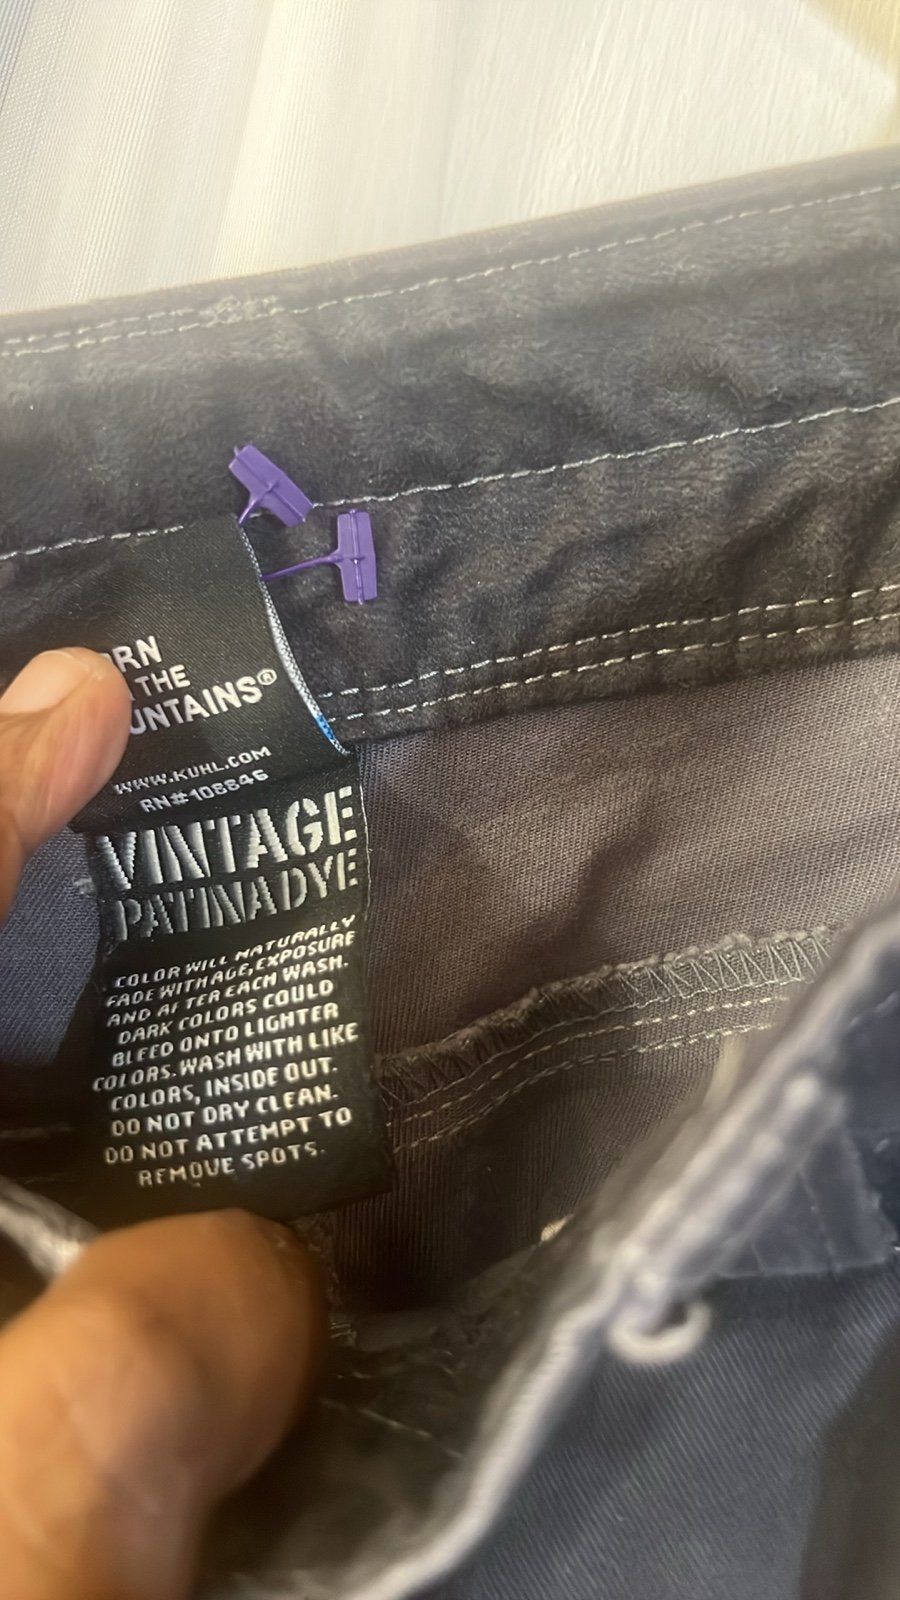 RN
THE
UNTAINS®
WWW.KUHL.COM
RN#108846
VINTAGE
PATINADYE
COLOR WILL NATURALLY
FADE WITH AGE, EXPOSURE
AND AFTER EACH WASH.
DARK COLORS COULD
BLEED ONTO LIGHTER
COLORS. WASH WITH LIKE
COLORS, INSIDE OUT.
DO NOT DRY CLEAN.
DO NOT ATTEMPT TO
REMOVE SPOTS.